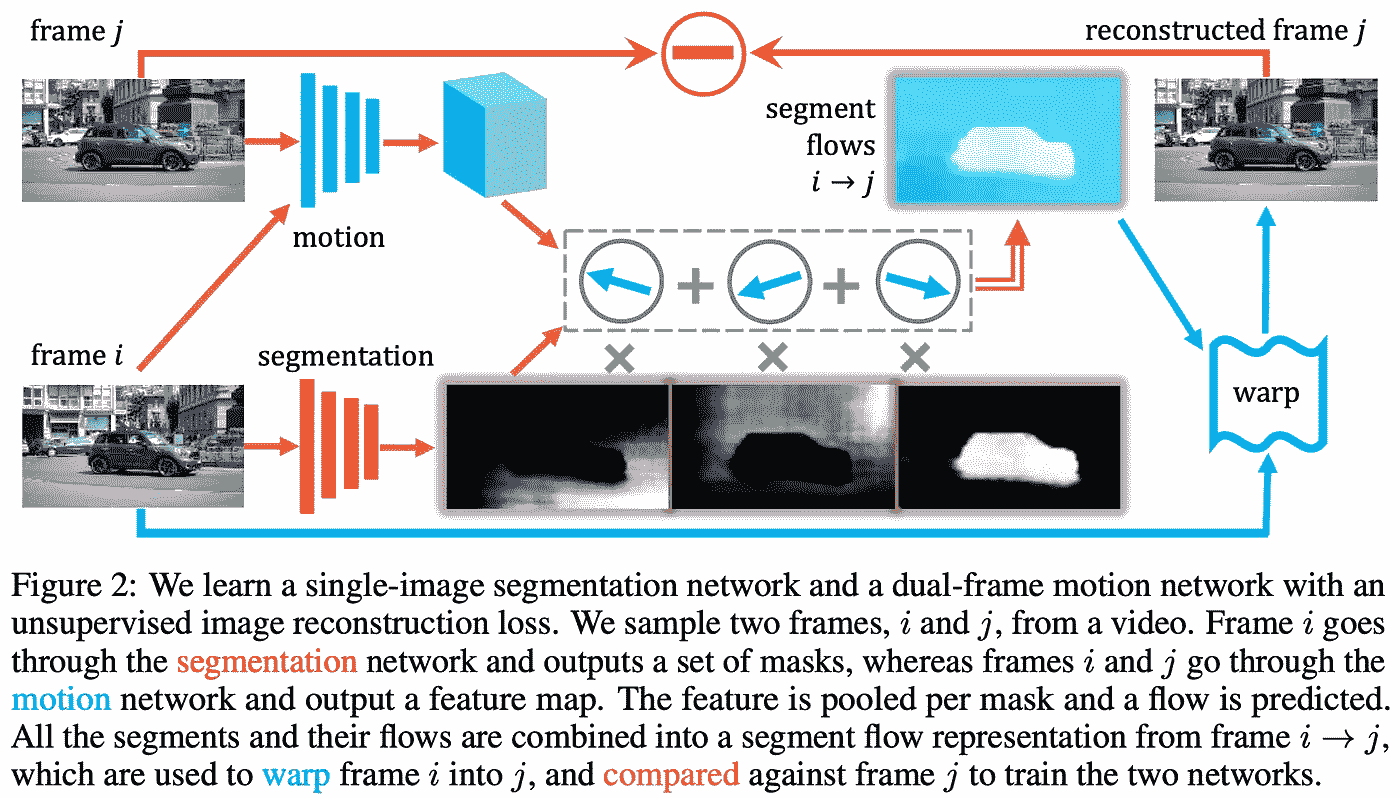 frame j
reconstructed frame j
segment
flows
i → j
motion
frame i
segmentation
warp
Figure 2: We learn a single-image segmentation network and a dual-frame motion network with an
unsupervised image reconstruction loss. We sample two frames, i and j, from a video. Frame i goes
through the segmentation network and outputs a set of masks, whereas frames i and j go through the
motion network and output a feature map. The feature is pooled per mask and a flow is predicted.
All the segments and their flows are combined into a segment flow representation from frame i → j,
which are used to warp frame i into j, and compared against frame j to train the two networks.